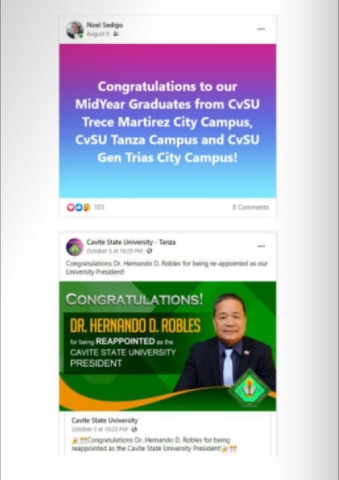 Noel Sedigo
August 9 ·
Congratulations to our
MidYear Graduates from CvSU
Trece Martirez City Campus,
CvSU Tanza Campus and CvSU
Gen Trias City Campus!
103
8 Comments
Cavite State University - Tanza
October 5 at 10:29 PM ·
Congratulations Dr. Hernando D. Robles for being re-appointed as our
University President!
CONGRATULATIONS!
DR. HERNANDO D. ROBLES
for being REAPPOINTED as the
CAVITE STATE UNIVERSITY
PRESIDENT
Cavite State University
October 5 at 10:23 PM ·
🎉🎊Congratulations Dr. Hernando D. Robles for being
reappointed as the Cavite State University President!🎉🎊